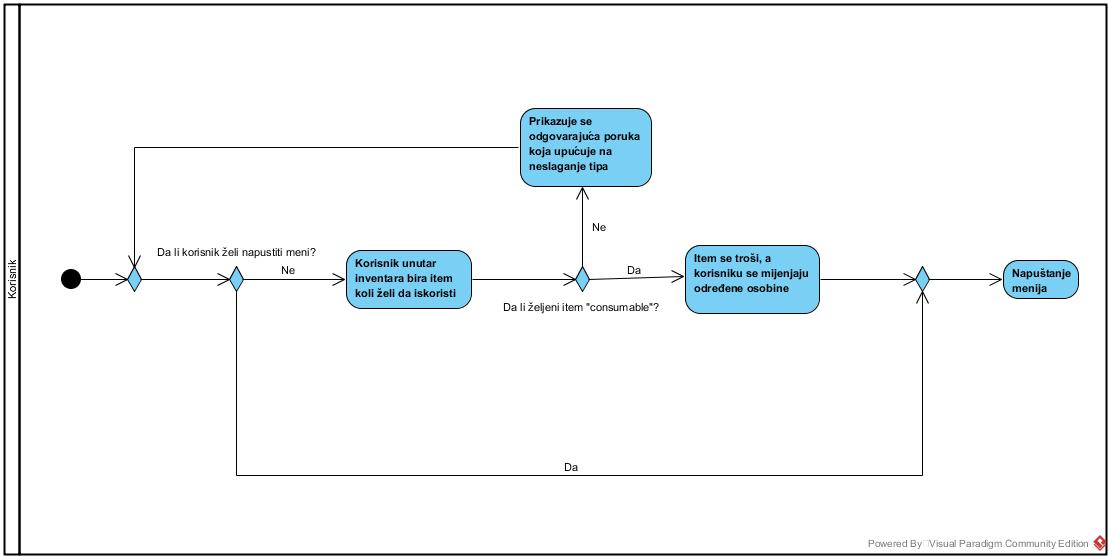 Korisnik
Prikazuje se
odgovarajuća poruka
koja upućuje na
neslaganje tipa
Ne
Da li korisnik želi napustiti meni?
Ne
Korisnik unutar
inventara bira item
koli želi da iskoristi
Da li željeni item "consumable"?
Da
Item se troši, a
korisniku se mijenjaju
određene osobine
Napuštanje
menija
Da
Powered By Visual Paradigm Community Edition